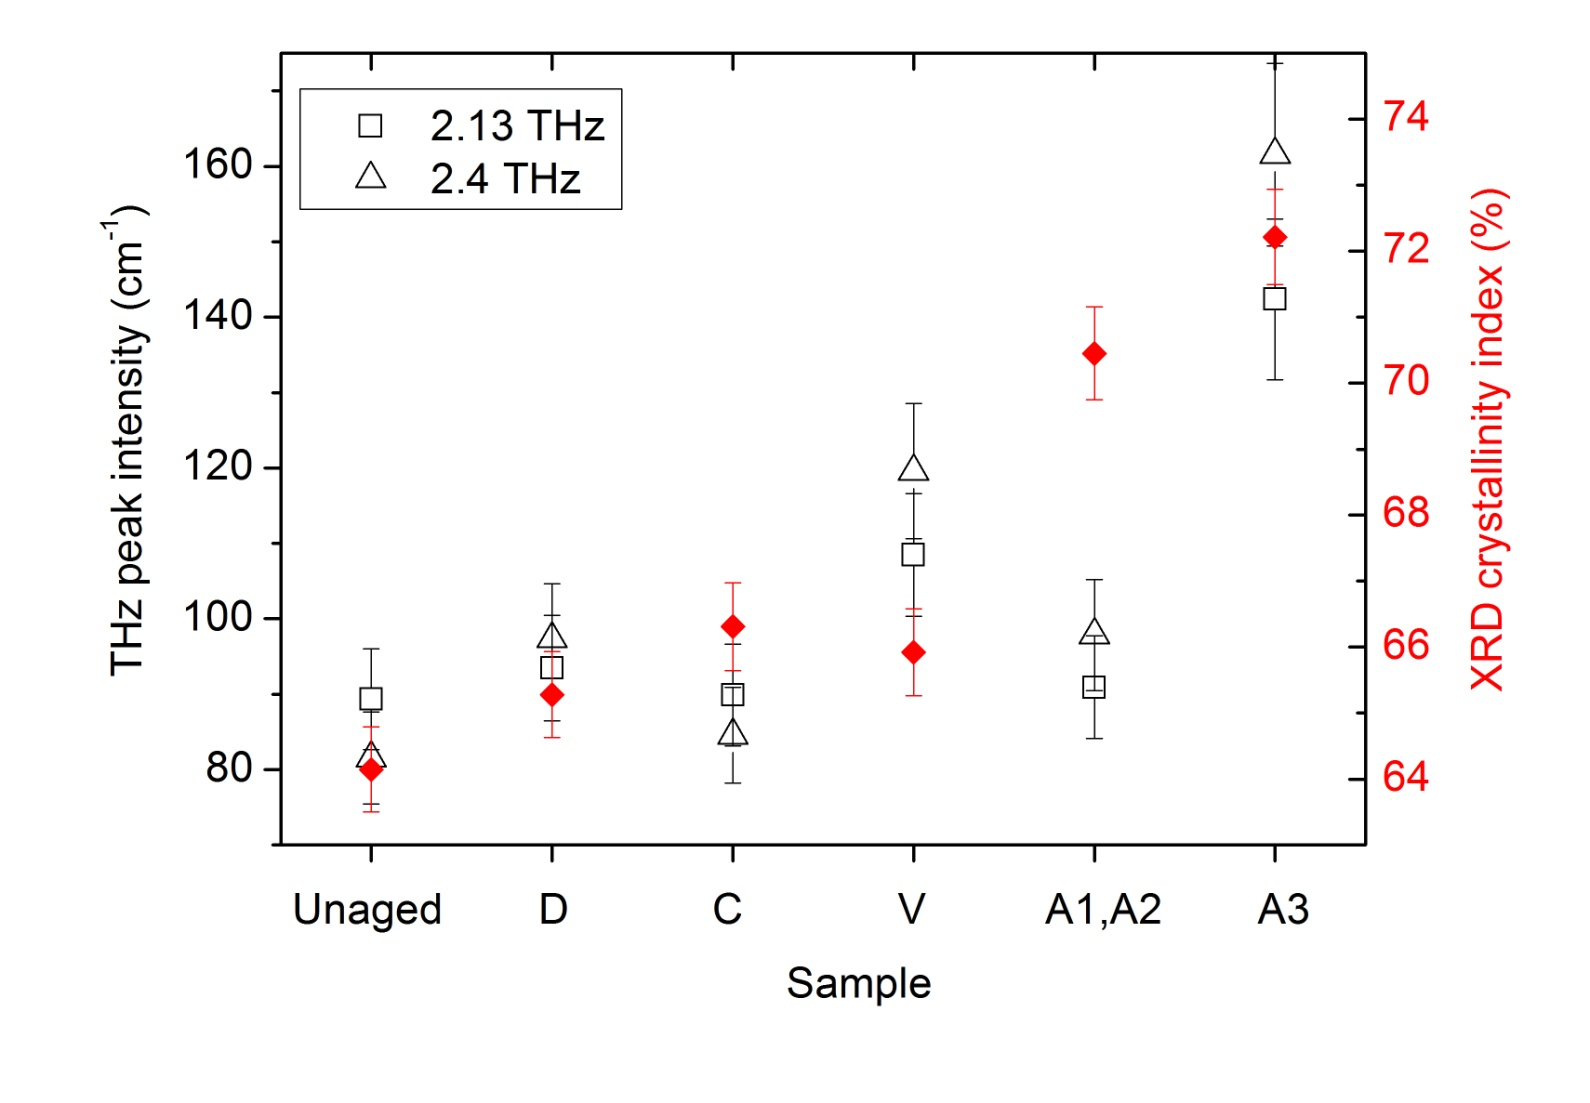 2.13 THz
2.4 THz
THz peak intensity (cm⁻¹)
160
140
120
100
80
74
72
70
68
66
64
XRD crystallinity index (%)
Unaged D C V A1,A2 A3
Sample